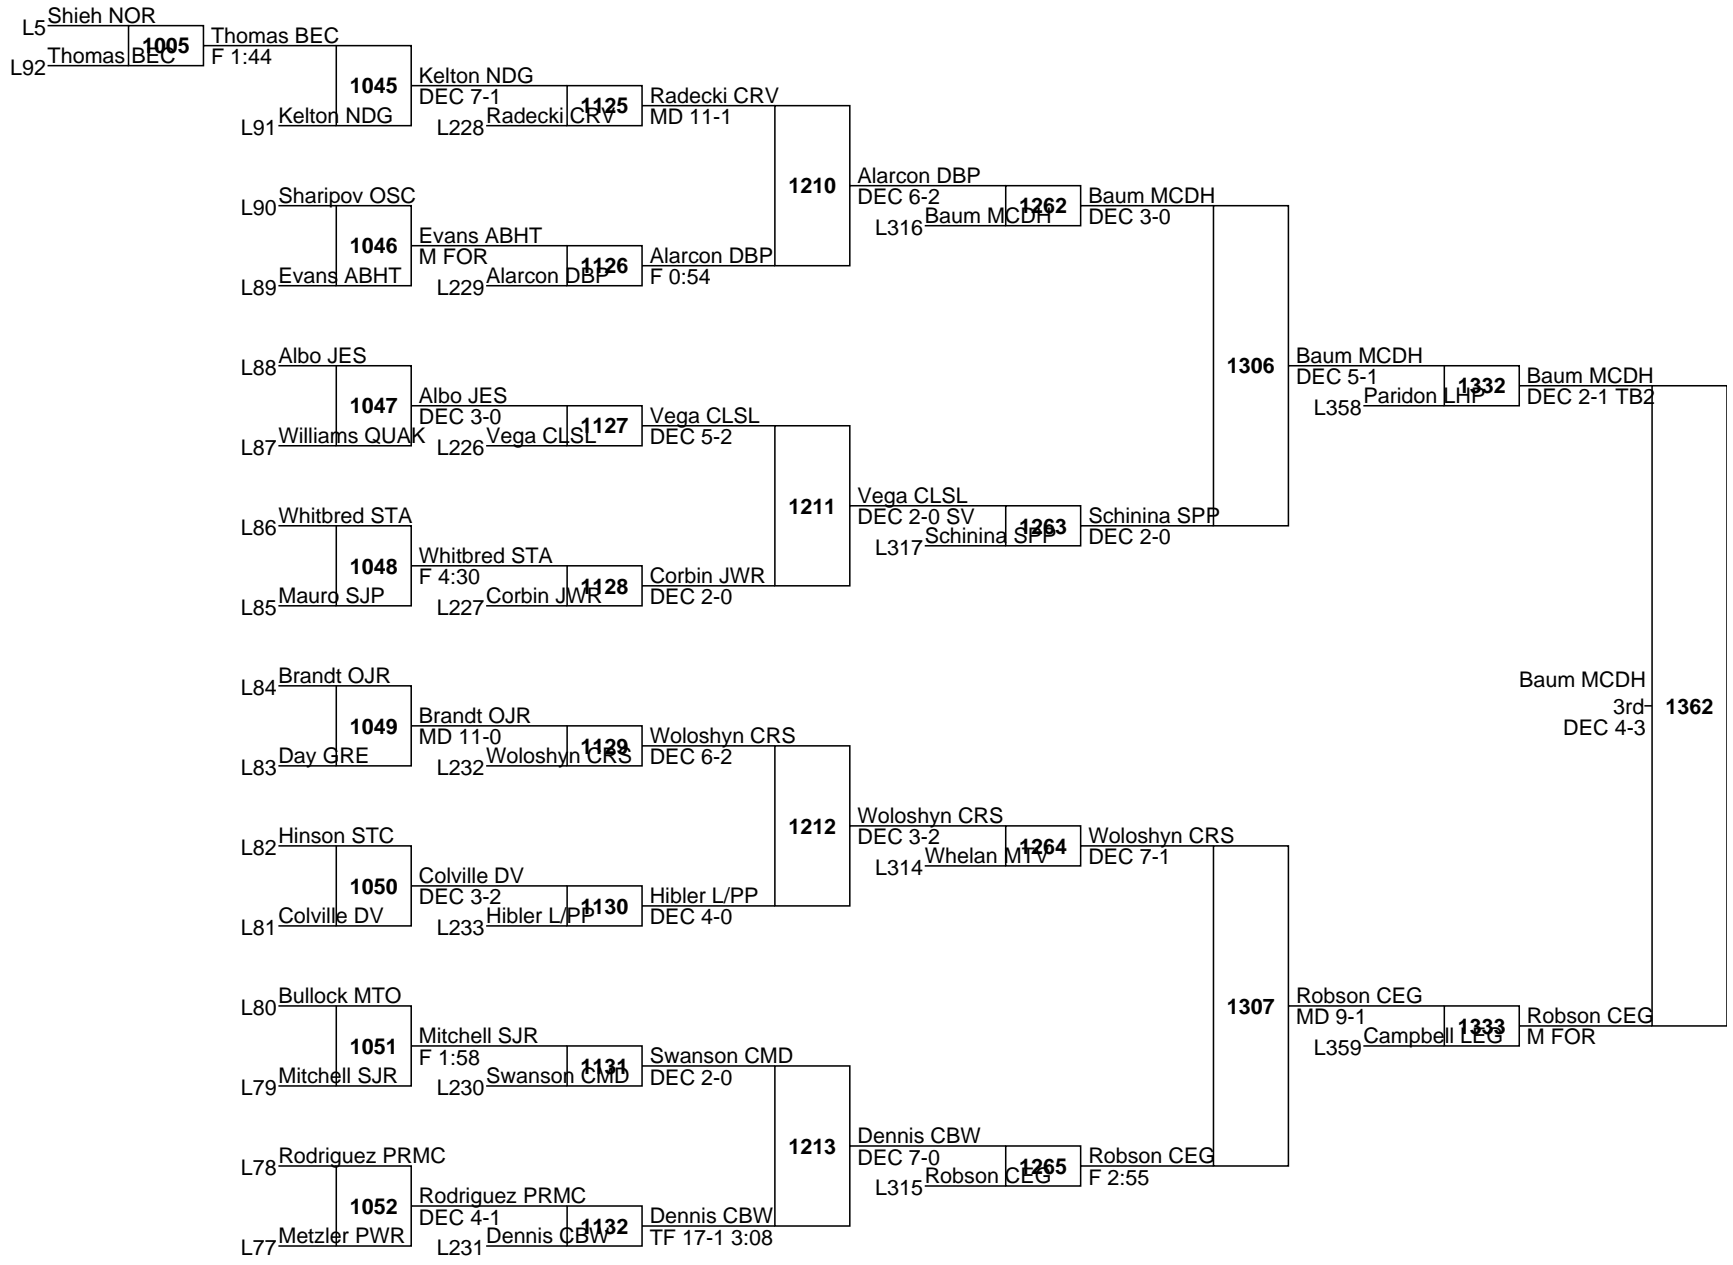 Shieh NOR
L5
1005
Thomas BEC
L92
Thomas BEC
F 1:44
1045
Kelton NDG
L91
Kelton NDG
DEC 7-1
1125
L228
Radecki CRV
Radecki CRV
MD 11-1
1210
L90
Sharipov OSC
1046
L89
Evans ABHT
Evans ABHT
M FOR
1126
L229
Alarcon DBP
Alarcon DBP
F 0:54
Alarcon DBP
DEC 6-2
1262
L316
Baum MCDH
Baum MCDH
DEC 3-0
1306
L88
Albo JES
1047
L87
Williams QUAK
Albo JES
DEC 3-0
1127
L226
Vega CLSL
Vega CLSL
DEC 5-2
1211
L86
Whitbred STA
1048
L85
Mauro SJP
Whitbred STA
F 4:30
1128
L227
Corbin JWR
Corbin JWR
DEC 2-0
Vega CLSL
DEC 2-0 SV
1263
L317
Schinina SPP
Schinina SPP
DEC 2-0
Baum MCDH
DEC 5-1
1332
L358
Paridon LHP
Baum MCDH
DEC 2-1 TB2
L84
Brandt OJR
1049
L83
Day GRE
Brandt OJR
MD 11-0
1129
L232
Woloshyn CRS
Woloshyn CRS
DEC 6-2
1212
L82
Hinson STC
1050
L81
Colville DV
Colville DV
DEC 3-2
1130
L233
Hibler L/PP
Hibler L/PP
DEC 4-0
Woloshyn CRS
DEC 3-2
1264
L314
Whelan MTV
Woloshyn CRS
DEC 7-1
1307
L80
Bullock MTO
1051
L79
Mitchell SJR
Mitchell SJR
F 1:58
1131
L230
Swanson CMD
Swanson CMD
DEC 2-0
1213
L78
Rodriguez PRMC
1052
L77
Metzler PWR
Rodriguez PRMC
DEC 4-1
1132
L231
Dennis CBW
Dennis CBW
TF 17-1 3:08
Dennis CBW
DEC 7-0
1265
L315
Robson CEG
Robson CEG
F 2:55
Robson CEG
MD 9-1
1333
L359
Campbell LEG
Robson CEG
M FOR
Baum MCDH
3rd
DEC 4-3
1362